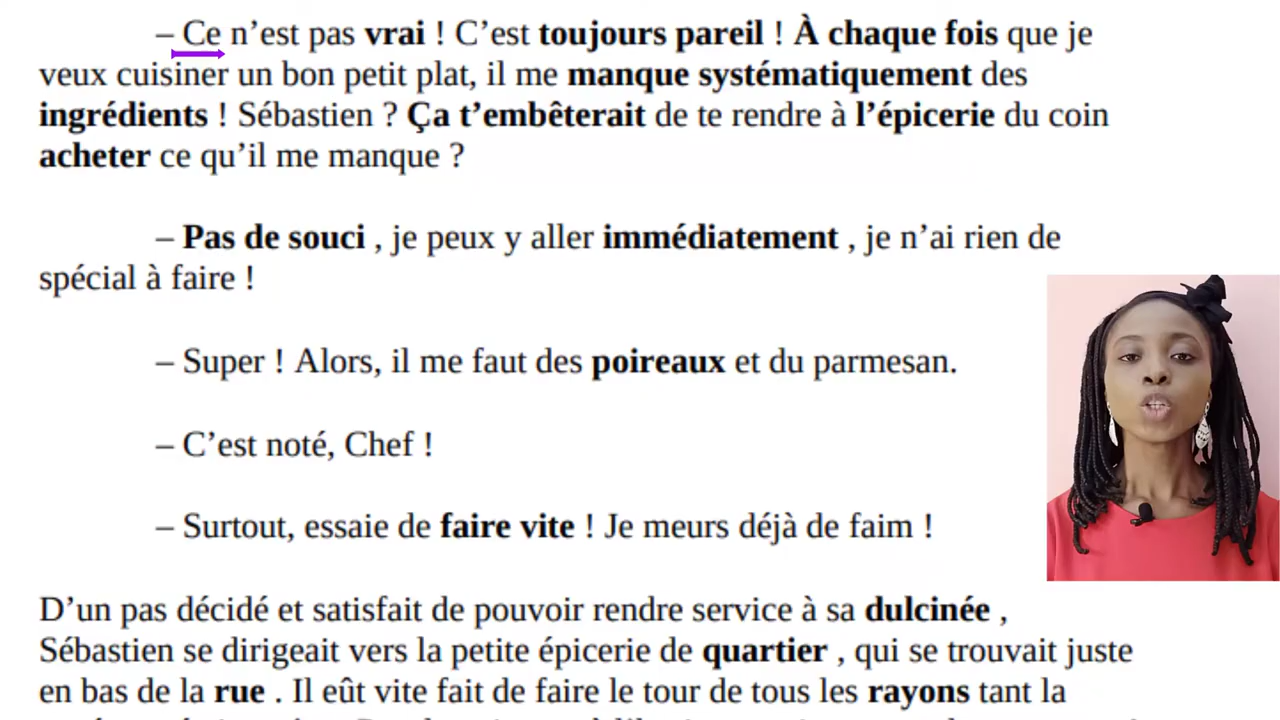 – Ce n’est pas vrai ! C’est toujours pareil ! À chaque fois que je
veux cuisiner un bon petit plat, il me manque systématiquement des
ingrédients ! Sébastien ? Ça t’embêterait de te rendre à l’épicerie du coin
acheter ce qu’il me manque ?
– Pas de souci , je peux y aller immédiatement , je n’ai rien de
spécial à faire !
– Super ! Alors, il me faut des poireaux et du parmesan.
– C’est noté, Chef !
– Surtout, essaie de faire vite ! Je meurs déjà de faim !
D’un pas décidé et satisfait de pouvoir rendre service à sa dulcinée ,
Sébastien se dirigeait vers la petite épicerie de quartier , qui se trouvait juste
en bas de la rue . Il eût vite fait de faire le tour de tous les rayons tant la